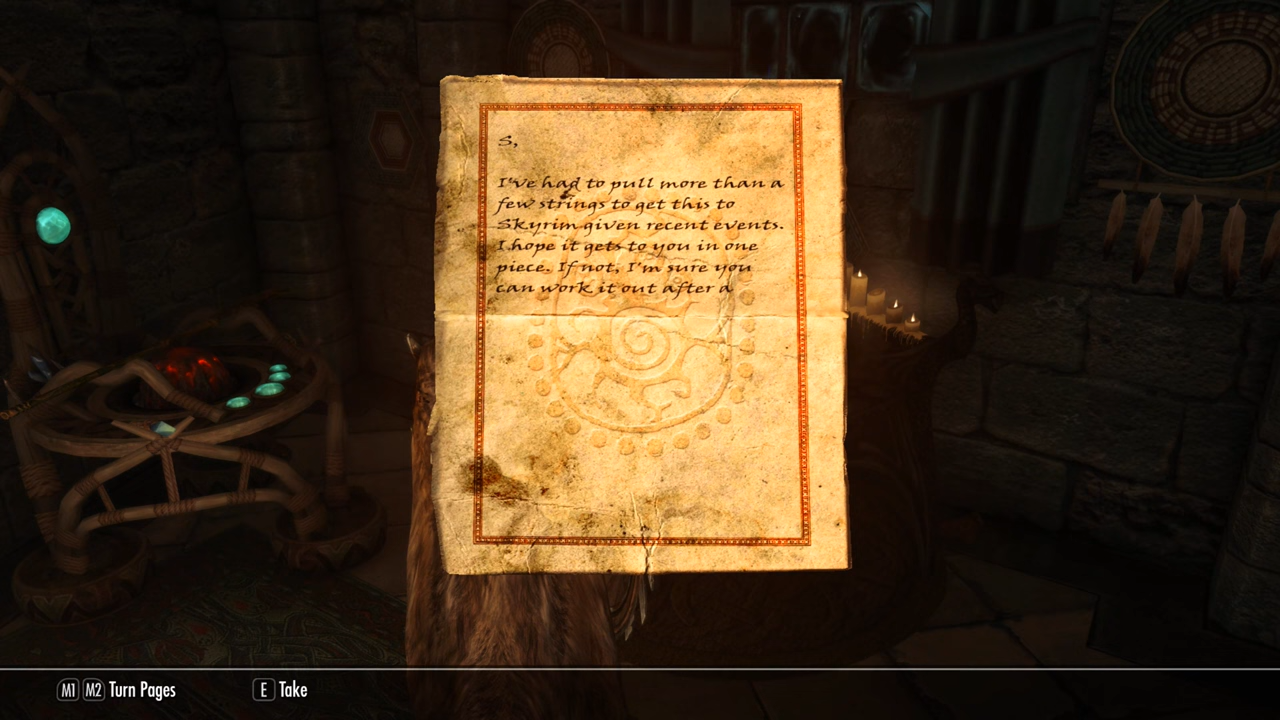 S,
I've had to pull more than a
few strings to get this to
Skyrim given recent events.
I hope it gets to you in one
piece. If not, I'm sure you
can work it out after a
M1 M2 Turn Pages E Take